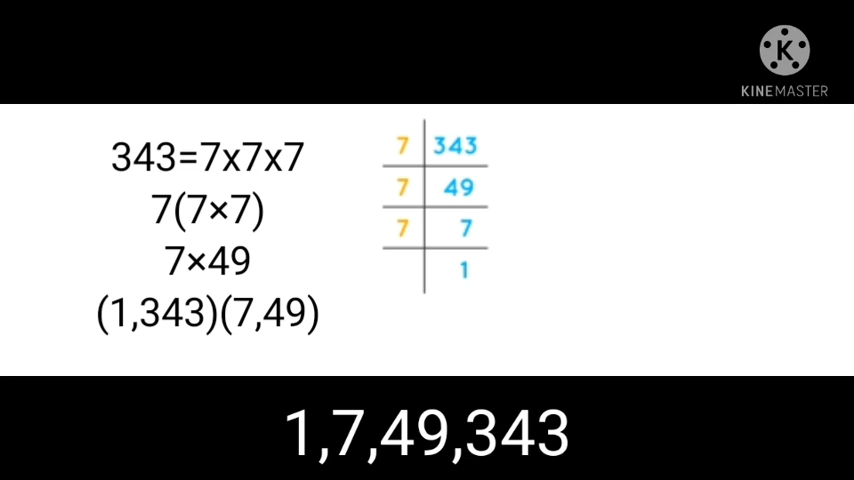 K
KINEMASTER
343=7x7x7
7(7×7)
7×49
(1,343)(7,49)
7 343
7 49
7 7
1
1,7,49,343